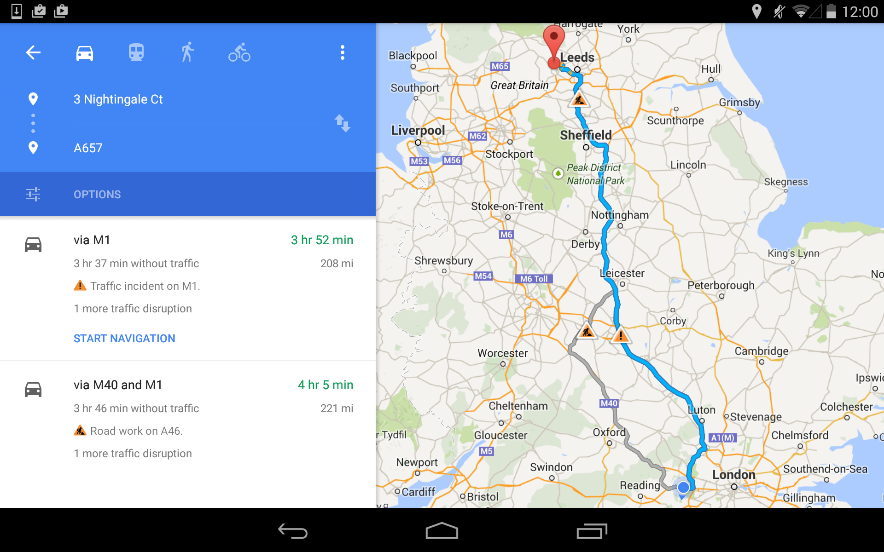 12:00
3 Nightingale Ct
A657
OPTIONS
via M1
3 hr 52 min
3 hr 37 min without traffic
208 mi
Traffic incident on M1.
1 more traffic disruption
START NAVIGATION
via M40 and M1
4 hr 5 min
3 hr 46 min without traffic
221 mi
Road work on A46.
1 more traffic disruption
Harrogate
York
Blackpool
Leeds
M65
Great Britain
Hull
Southport
Grimsby
Scunthorpe
Liverpool
M62
Sheffield
Stockport
M53
M56
Peak District
National Park
Lincoln
Skegness
Stoke-on-Trent
Nottingham
M6
Derby
King's Lynn
Shrewsbury
M54
M6 Toll
Leicester
Peterborough
Corby
Worcester
Cambridge
Cheltenham
M40
Luton
Stevenage
Colchester
Gloucester
Oxford
A1(M)
Chelmsford
M5
Newport
Swindon
London
Southend-on-Sea
Cardiff
Bristol
Reading
Gillingham